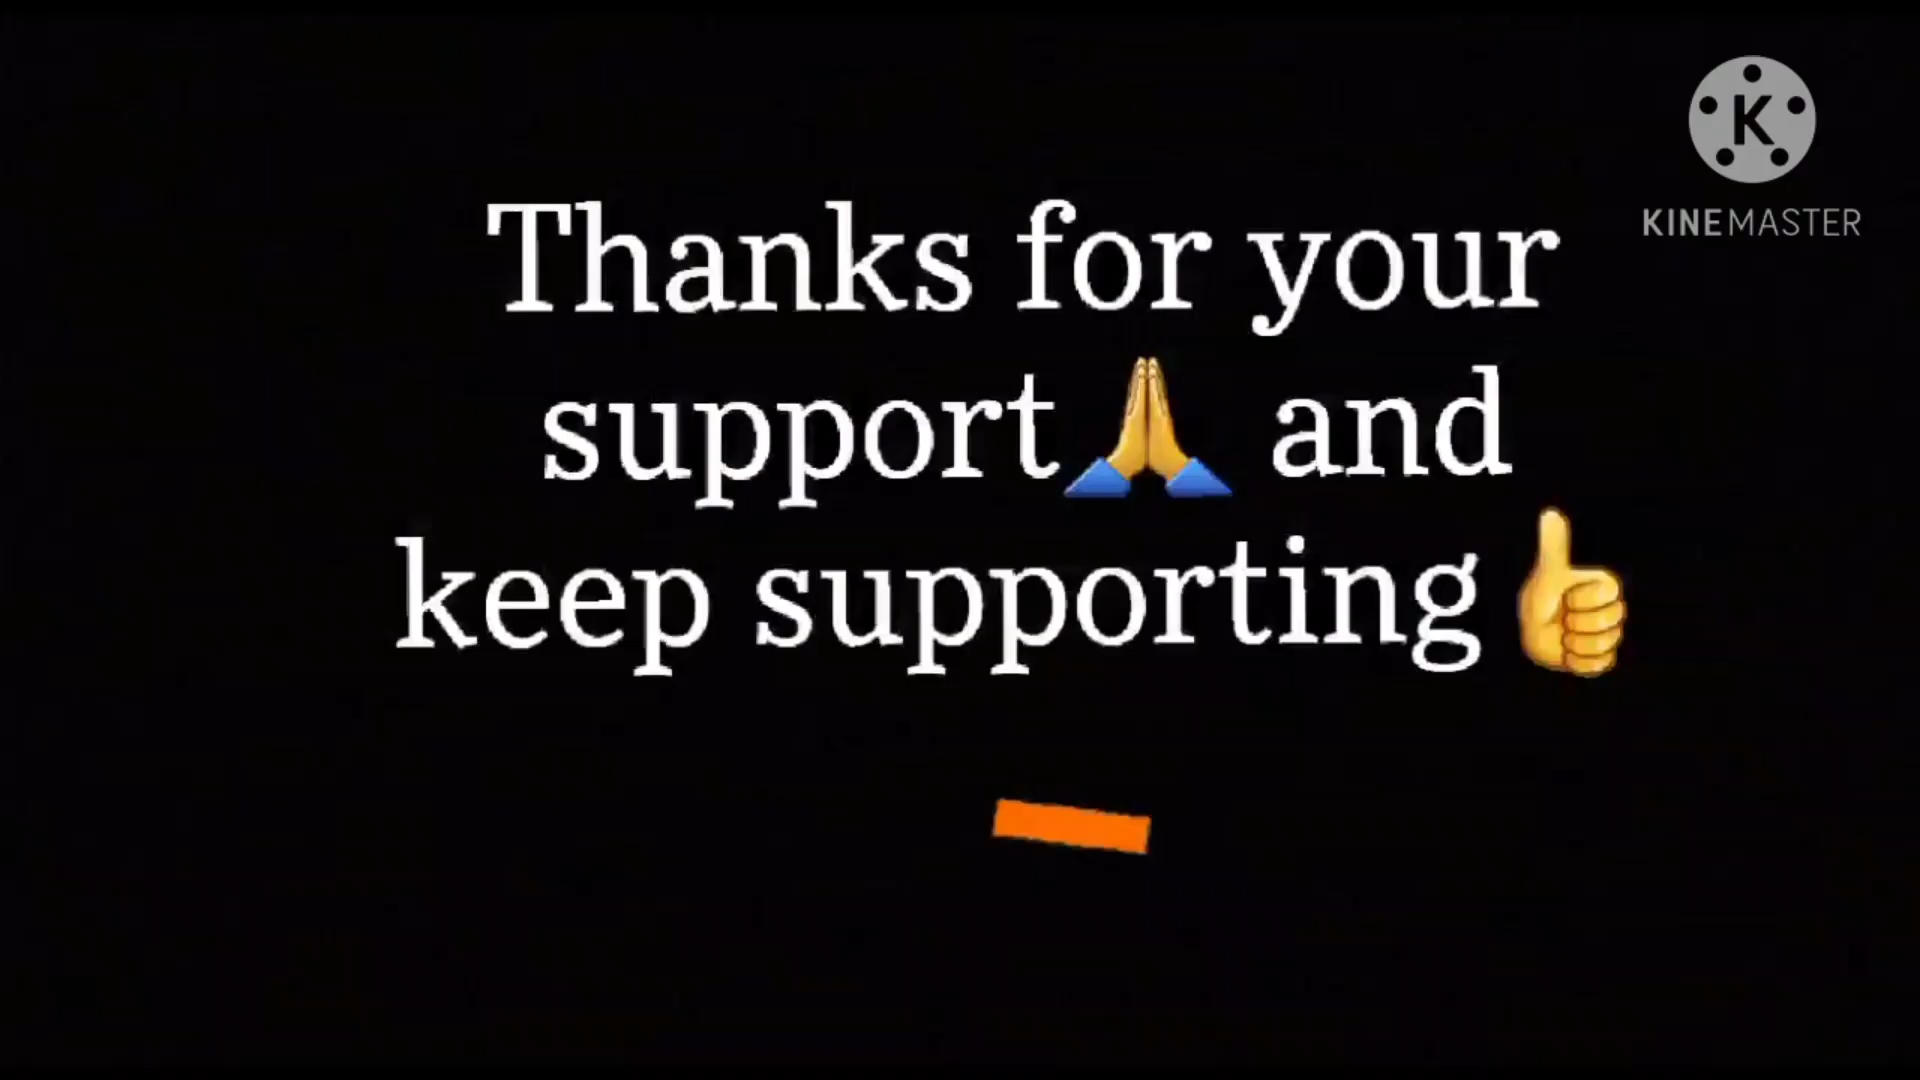 K
KINEMASTER
Thanks for your
support🙏 and
keep supporting👍